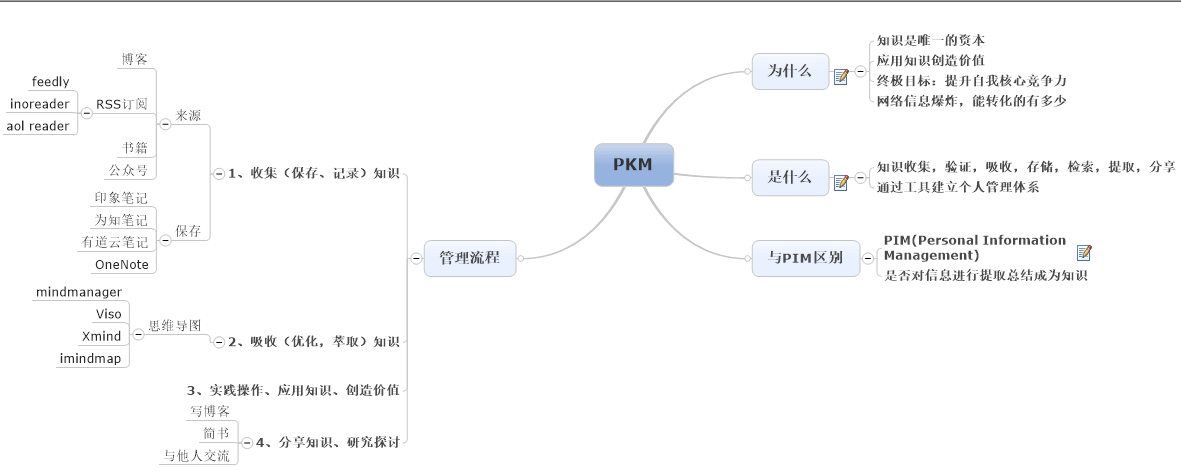 PKM
为什么
知识是唯一的资本
应用知识创造价值
终极目标：提升自我核心竞争力
网络信息爆炸，能转化的有多少
是什么
知识收集，验证，吸收，存储，检索，提取，分享
通过工具建立个人管理体系
与PIM区别
PIM(Personal Information
Management)
是否对信息进行提取总结成为知识
管理流程
1、收集（保存、记录）知识
来源
博客
RSS订阅
feedly
inoreader
aol reader
书籍
公众号
保存
印象笔记
为知笔记
有道云笔记
OneNote
2、吸收（优化，萃取）知识
思维导图
mindmanager
Viso
Xmind
imindmap
3、实践操作、应用知识、创造价值
4、分享知识、研究探讨
写博客
简书
与他人交流